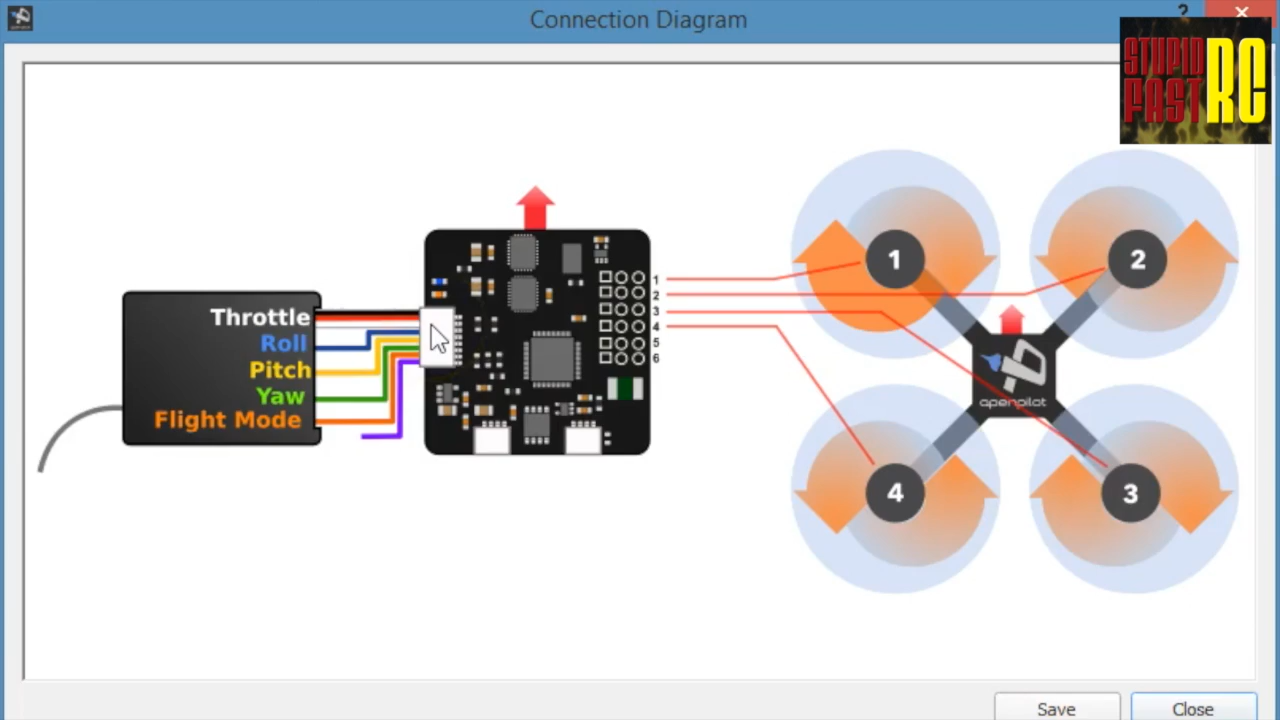 Connection Diagram
?
STUPID
FAST
RC
Throttle
Roll
Pitch
Yaw
Flight Mode
1
2
3
4
5
6
1
2
openpilot
4
3
Save
Close